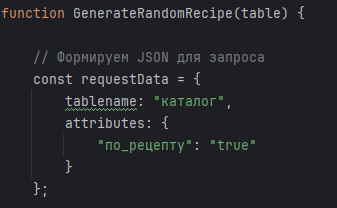 function GenerateRandomRecipe(table) {
// Формируем JSON для запроса
const requestData = {
tablename: "каталог",
attributes: {
"по_рецепту": "true"
}
};